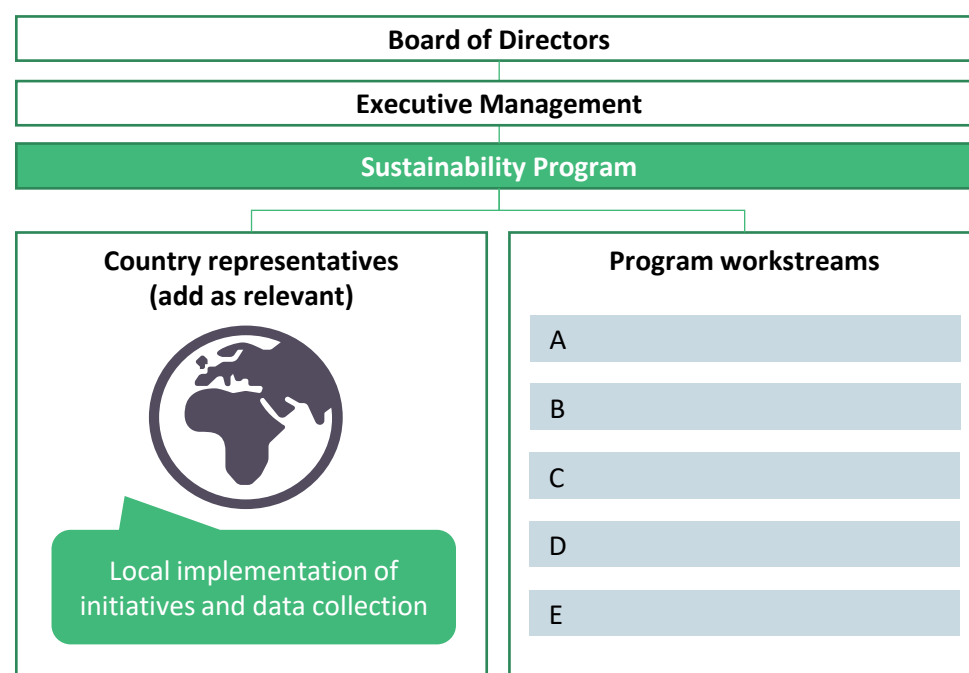 Board of Directors
Executive Management
Sustainability Program
Country representatives
(add as relevant)
Local implementation of
initiatives and data collection
Program workstreams
A
B
C
D
E